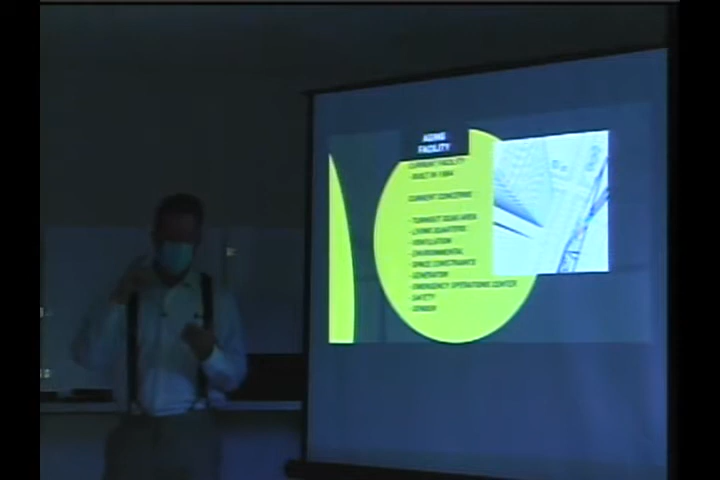 AGING
FACILITY
CURRENT FACILITY
- BUILT IN 1984
CURRENT CONCERNS
- TURNOUT GEAR AREA
- LIVING QUARTERS
- VENTILATION
- ENVIRONMENTAL
- SPACE CONSTRAINTS
- GENERATOR
- EMERGENCY OPERATIONS CENTER
- SAFETY
- GENDER